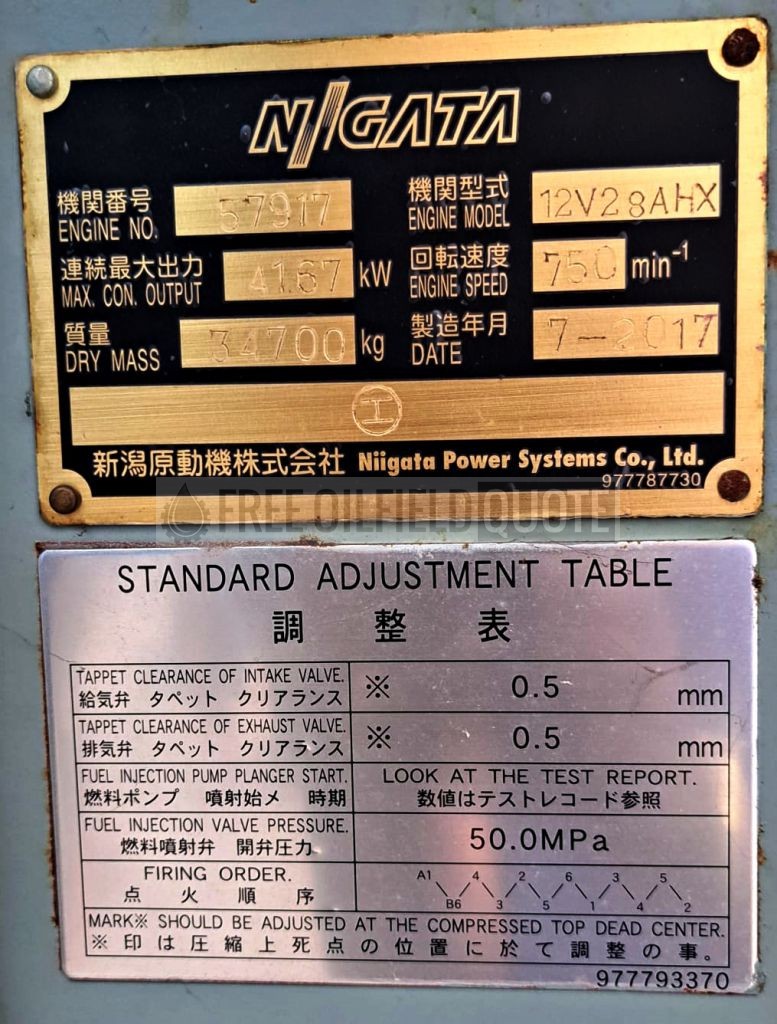 NIIGATA
機関番号 57917 機関型式 12V28AHX
ENGINE NO. ENGINE MODEL
連続最大出力 4167 kW 回転速度 750 min⁻¹
MAX. CON. OUTPUT ENGINE SPEED
質量 34700 kg 製造年月 7-2017
DRY MASS DATE
工
新潟原動機株式会社 Niigata Power Systems Co., Ltd.
977787730
FREE OILFIELD QUOTE
STANDARD ADJUSTMENT TABLE
調整表
TAPPET CLEARANCE OF INTAKE VALVE.
給気弁 タペット クリアランス ※ 0.5 mm
TAPPET CLEARANCE OF EXHAUST VALVE.
排気弁 タペット クリアランス ※ 0.5 mm
FUEL INJECTION PUMP PLANGER START. LOOK AT THE TEST REPORT.
燃料ポンプ 噴射始メ 時期 数値はテストレコード参照
FUEL INJECTION VALVE PRESSURE.
燃料噴射弁 開弁圧力 50.0MPa
FIRING ORDER. A1 4 2 6 3 5
点火順序 B6 3 5 1 4 2
MARK※ SHOULD BE ADJUSTED AT THE COMPRESSED TOP DEAD CENTER.
※印は圧縮上死点の位置に於て調整の事。
977793370